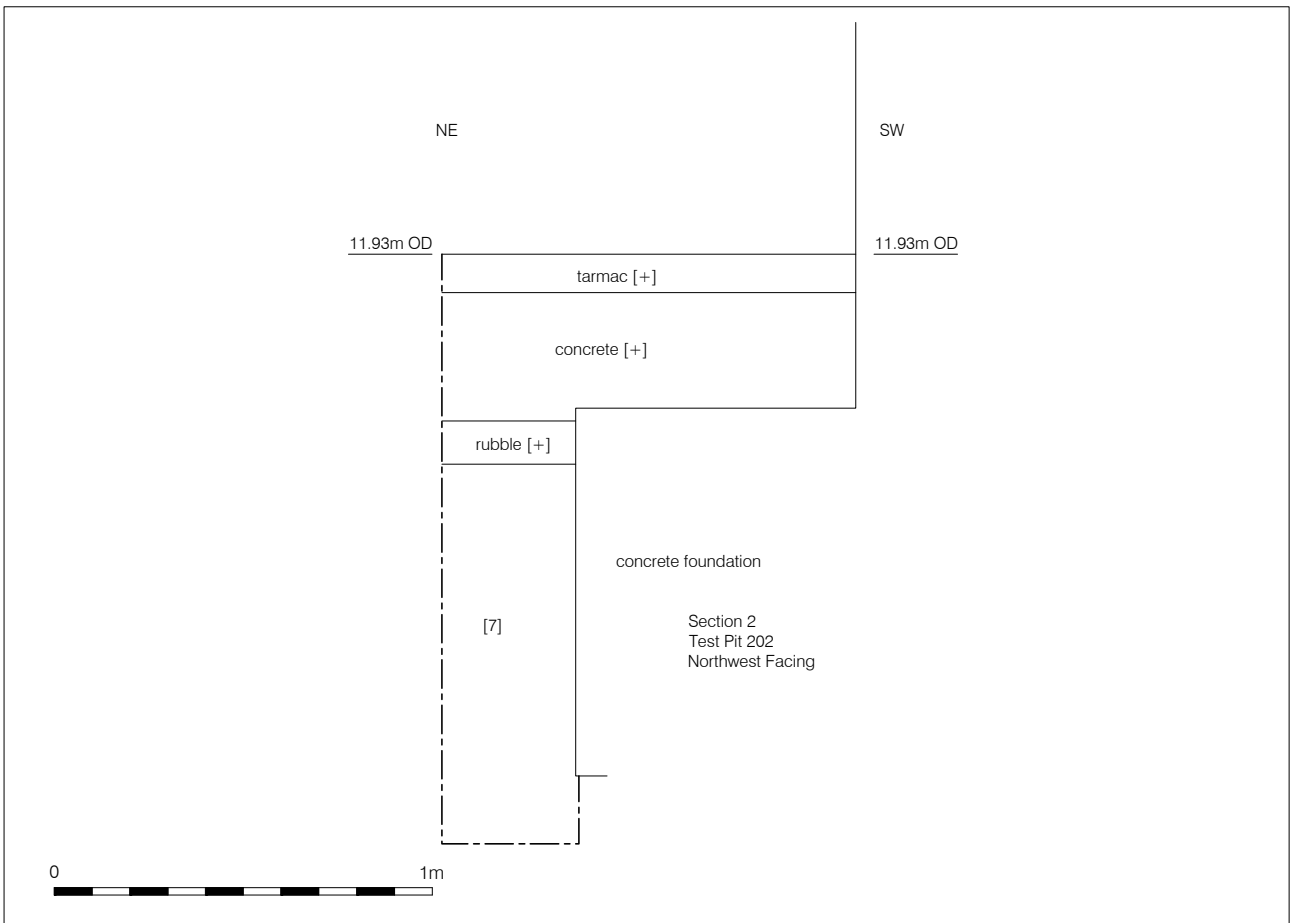 NE
SW
11.93m OD
11.93m OD
tarmac [+]
concrete [+]
rubble [+]
concrete foundation
[7]
Section 2
Test Pit 202
Northwest Facing
0
1m